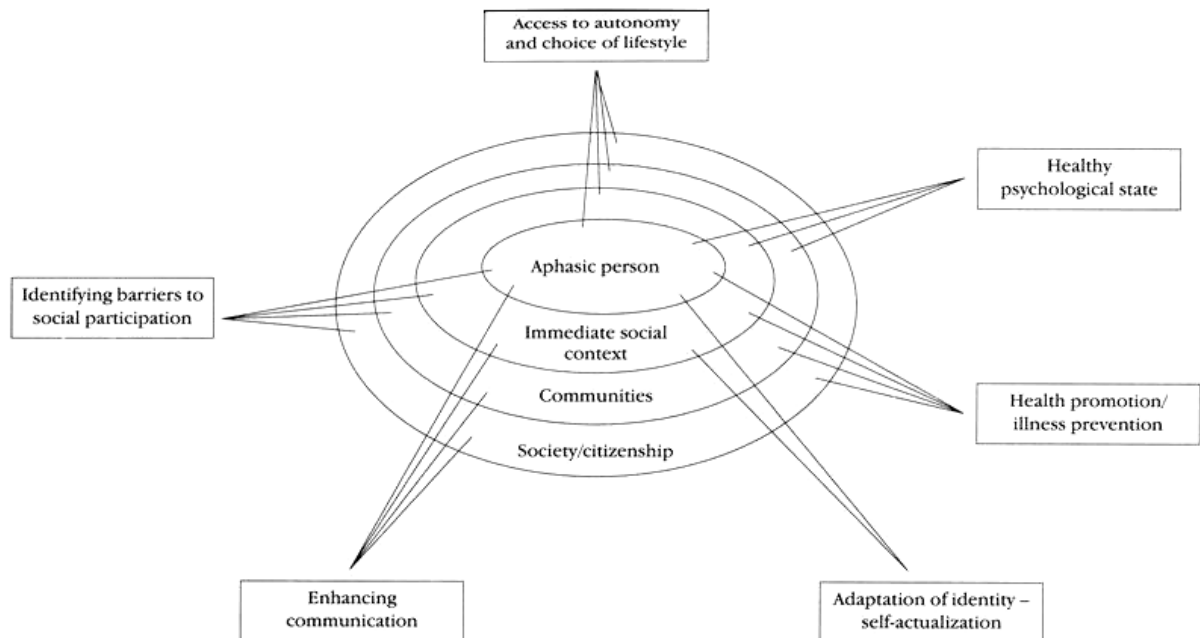 Access to autonomy
and choice of lifestyle
Healthy
psychological state
Aphasic person
Identifying barriers to
social participation
Immediate social
context
Communities
Health promotion/
illness prevention
Society/citizenship
Enhancing
communication
Adaptation of identity –
self-actualization